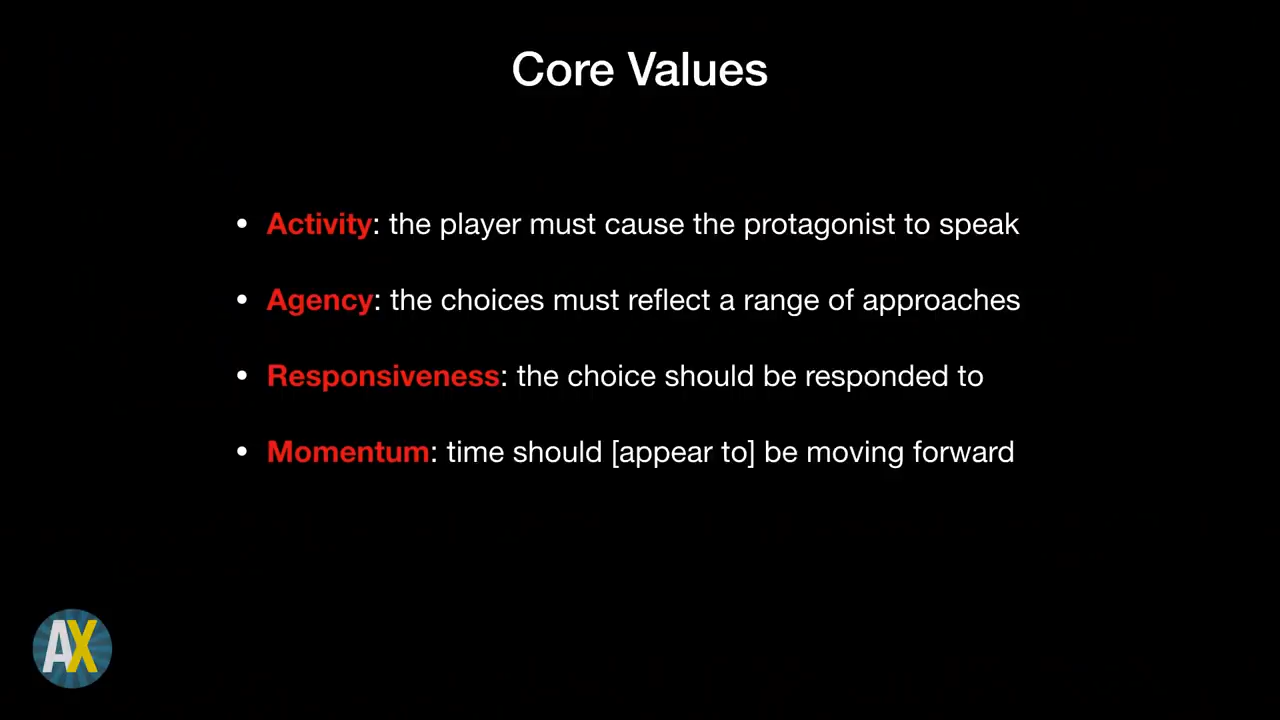 Core Values
• Activity: the player must cause the protagonist to speak
• Agency: the choices must reflect a range of approaches
• Responsiveness: the choice should be responded to
• Momentum: time should [appear to] be moving forward
AX